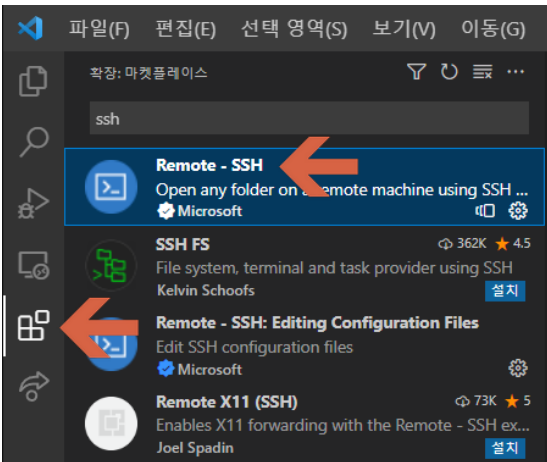 파일(F) 편집(E) 선택 영역(S) 보기(V) 이동(G)
확장: 마켓플레이스
ssh
Remote - SSH
Open any folder on a remote machine using SSH ...
Microsoft
SSH FS 362K 4.5
File system, terminal and task provider using SSH
Kelvin Schoofs 설치
Remote - SSH: Editing Configuration Files
Edit SSH configuration files
Microsoft
Remote X11 (SSH) 73K 5
Enables X11 forwarding with the Remote - SSH ex...
Joel Spadin 설치